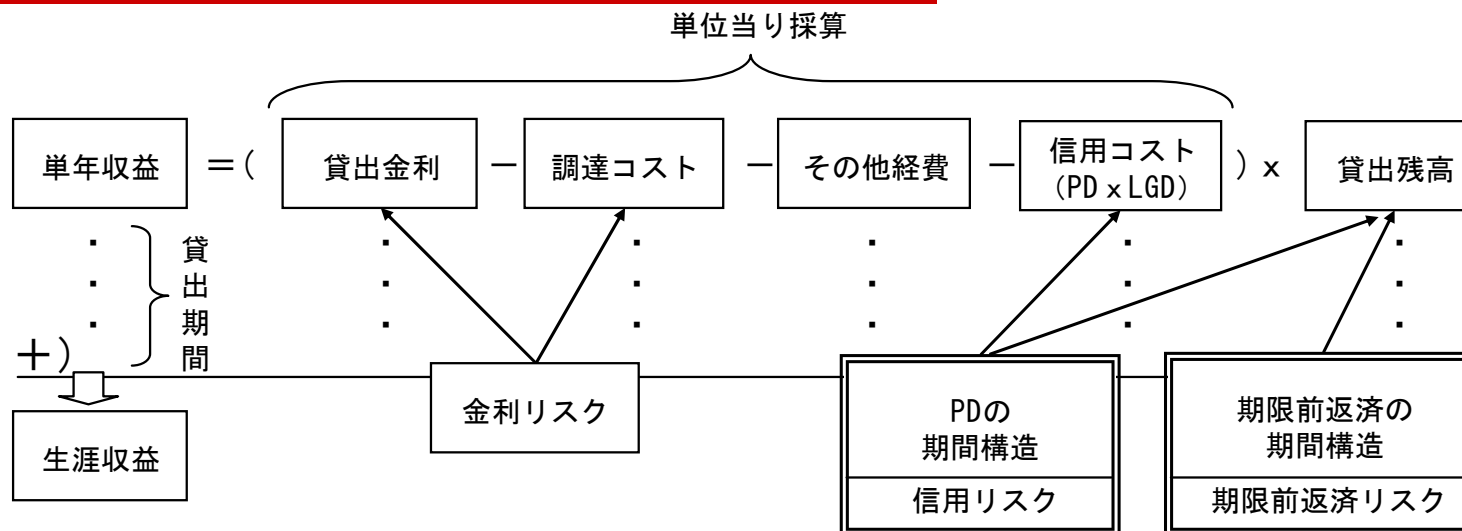 単位当り採算
単年収益 ＝( 貸出金利 － 調達コスト － その他経費 － 信用コスト
(PD x LGD) ) x 貸出残高
貸出期間
＋)
生涯収益
金利リスク
PDの
期間構造
信用リスク
期限前返済の
期間構造
期限前返済リスク